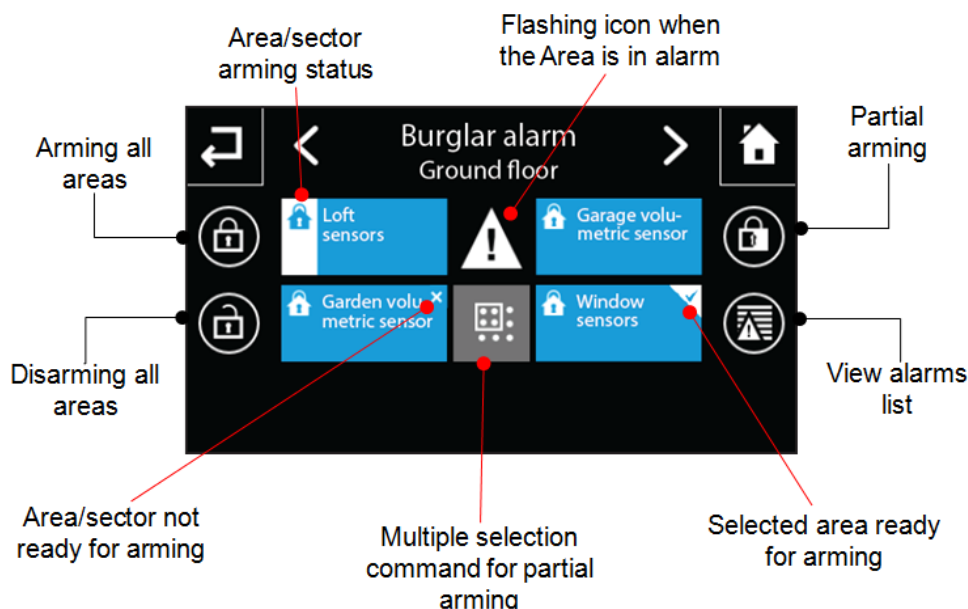 Area/sector
arming status
Flashing icon when
the Area is in alarm
Arming all
areas
Partial
arming
Burglar alarm
Ground floor
Loft
sensors
Garage volu-
metric sensor
Garden volu-
metric sensor
Window
sensors
Disarming all
areas
View alarms
list
Area/sector not
ready for arming
Multiple selection
command for partial
arming
Selected area ready
for arming